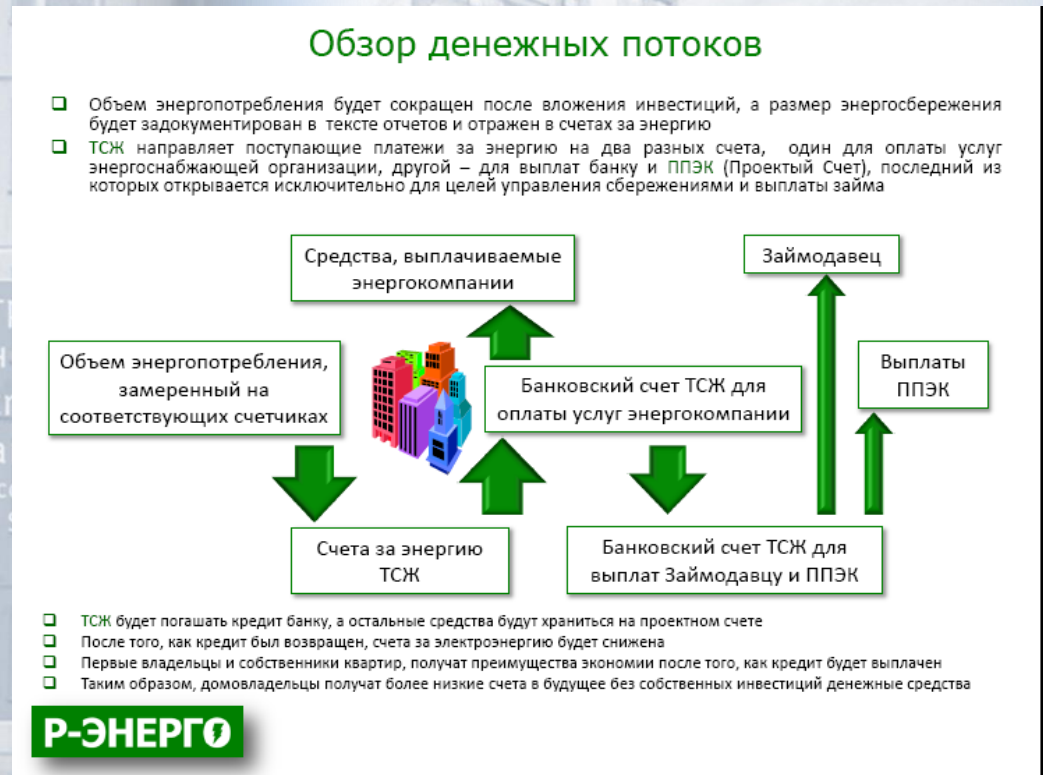 Обзор денежных потоков
Объем энергопотребления будет сокращен после вложения инвестиций, а размер энергосбережения
будет задокументирован в тексте отчетов и отражен в счетах за энергию
ТСЖ направляет поступающие платежи за энергию на два разных счета, один для оплаты услуг
энергоснабжающей организации, другой – для выплат банку и ППЭК (Проектый Счет), последний из
которых открывается исключительно для целей управления сбережениями и выплаты займа
Средства, выплачиваемые
энергокомпании
Займодавец
Объем энергопотребления,
замеренный на
соответствующих счетчиках
Банковский счет ТСЖ для
оплаты услуг энергокомпании
Выплаты
ППЭК
Счета за энергию
ТСЖ
Банковский счет ТСЖ для
выплат Займодавцу и ППЭК
ТСЖ будет погашать кредит банку, а остальные средства будут храниться на проектном счете
После того, как кредит был возвращен, счета за электроэнергию будет снижена
Первые владельцы и собственники квартир, получат преимущества экономии после того, как кредит будет выплачен
Таким образом, домовладельцы получат более низкие счета в будущее без собственных инвестиций денежные средства
Р-ЭНЕРГО